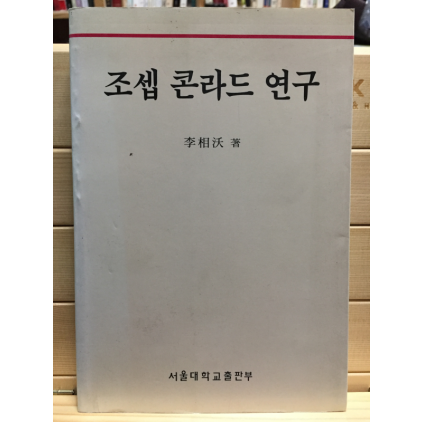 조셉 콘라드 연구
李相沃 著
서울대학교출판부